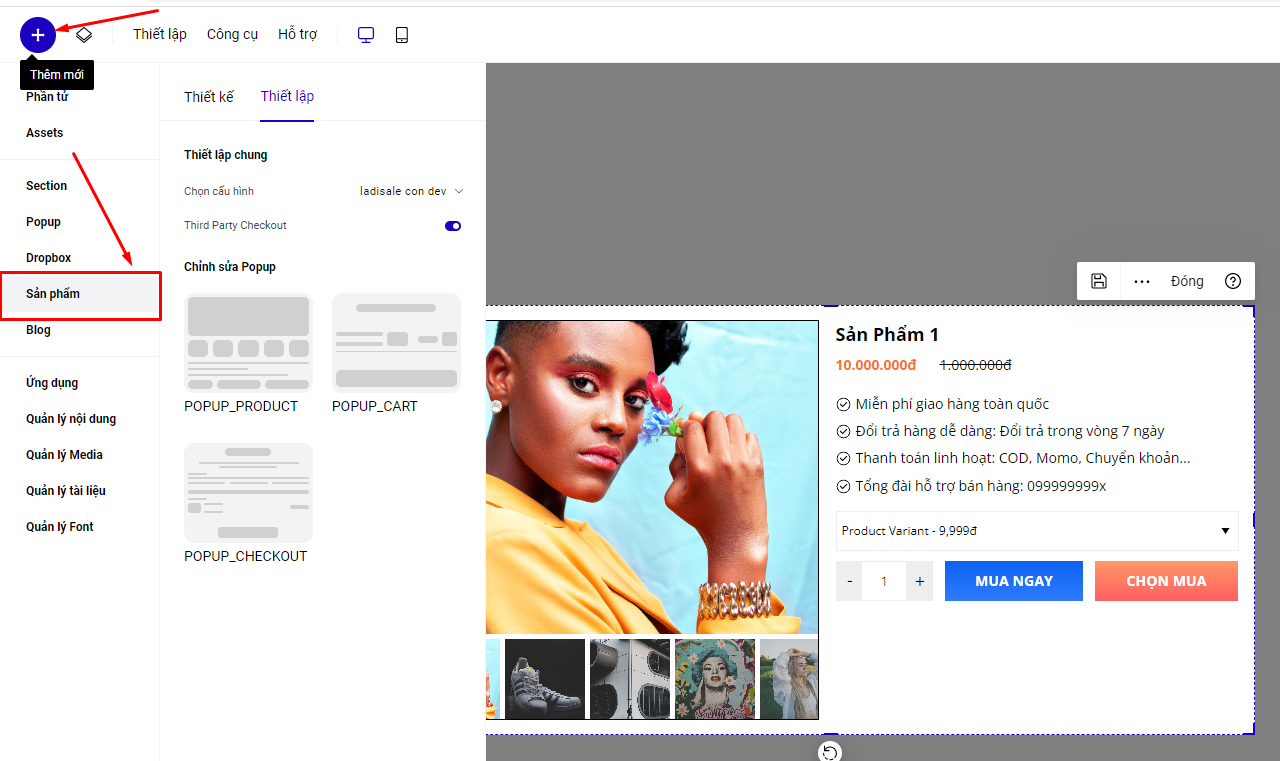 Thiết lập Công cụ Hỗ trợ
Thêm mới
Phần tử
Assets
Section
Popup
Dropbox
Sản phẩm
Blog
Ứng dụng
Quản lý nội dung
Quản lý Media
Quản lý tài liệu
Quản lý Font
Thiết kế Thiết lập
Thiết lập chung
Chọn cấu hình ladisale con dev
Third Party Checkout
Chỉnh sửa Popup
POPUP_PRODUCT POPUP_CART
POPUP_CHECKOUT
Đóng
Sản Phẩm 1
10.000.000đ 1.000.000đ
Miễn phí giao hàng toàn quốc
Đổi trả hàng dễ dàng: Đổi trả trong vòng 7 ngày
Thanh toán linh hoạt: COD, Momo, Chuyển khoản...
Tổng đài hỗ trợ bán hàng: 099999999x
Product Variant - 9,999đ
- 1 + MUA NGAY CHỌN MUA